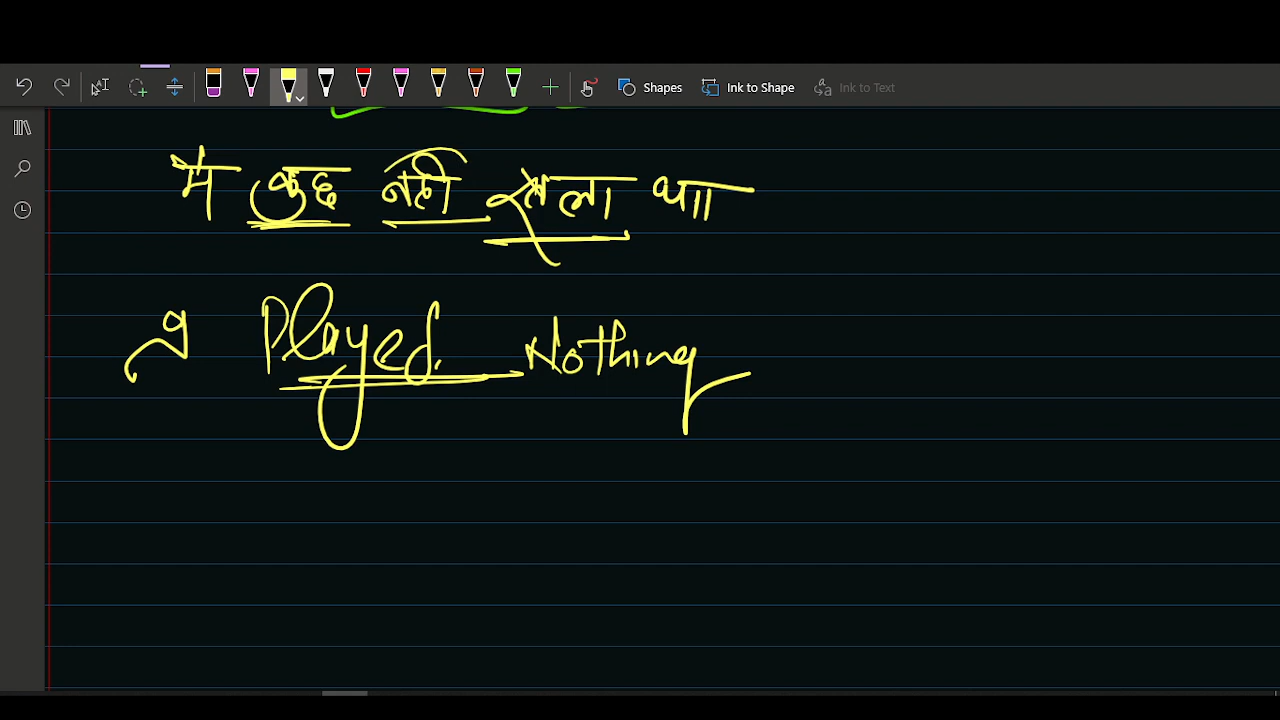 Shapes Ink to Shape Ink to Text
मै कुछ नही खेला था
I Played. Nothing